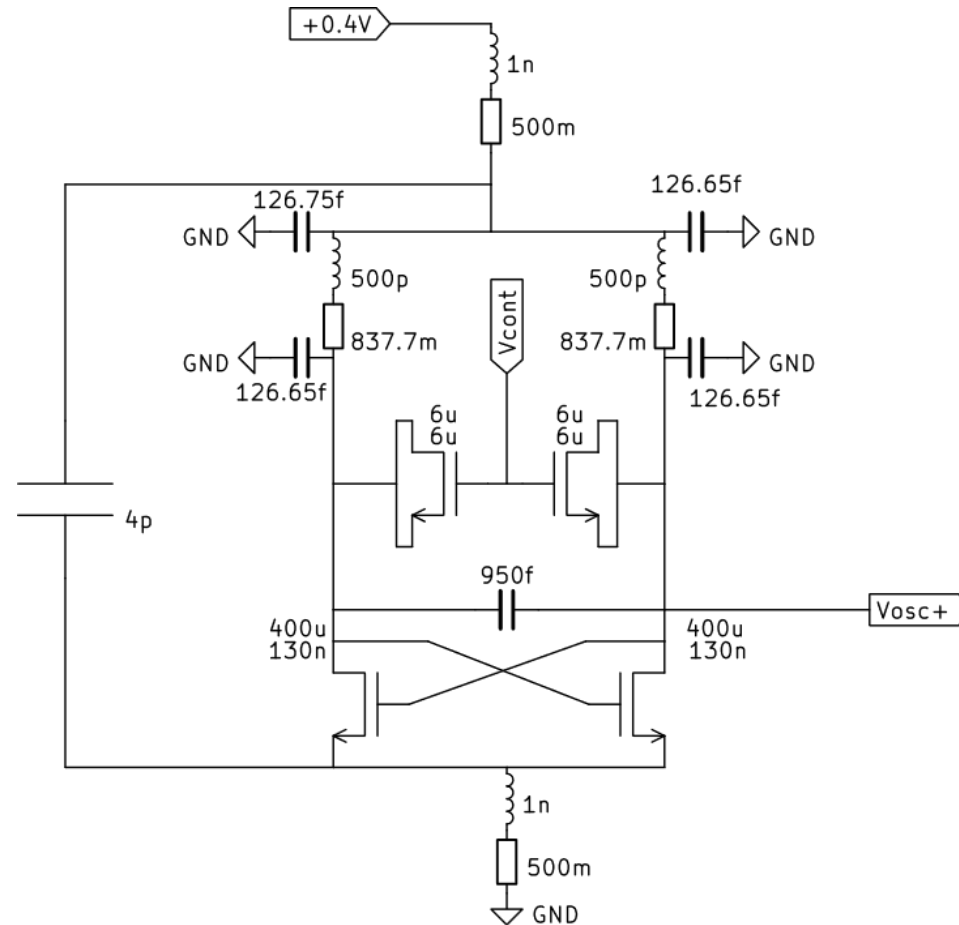 +0.4V
1n
500m
126.75f
126.65f
GND
GND
500p
500p
Vcont
837.7m
837.7m
GND
GND
126.65f
126.65f
6u
6u
6u
6u
4p
950f
Vosc+
400u
130n
400u
130n
1n
500m
GND